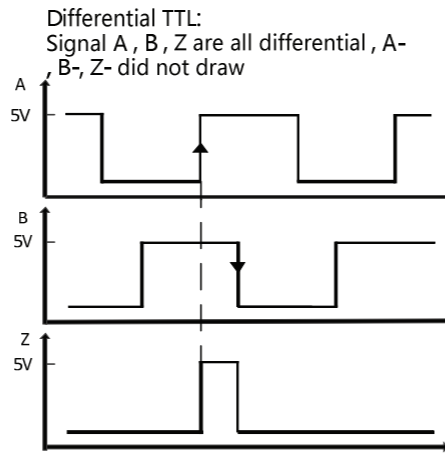 Differential TTL:
Signal A , B , Z are all differential , A-
, B-, Z- did not draw
A
5V
B
5V
Z
5V